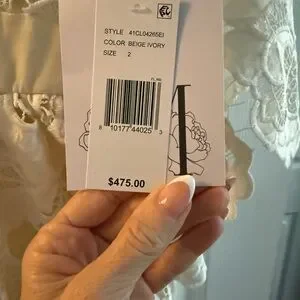 STYLE 41CL04265EI
COLOR BEIGE IVORY
SIZE 2
8 10177 44025 3
$475.00